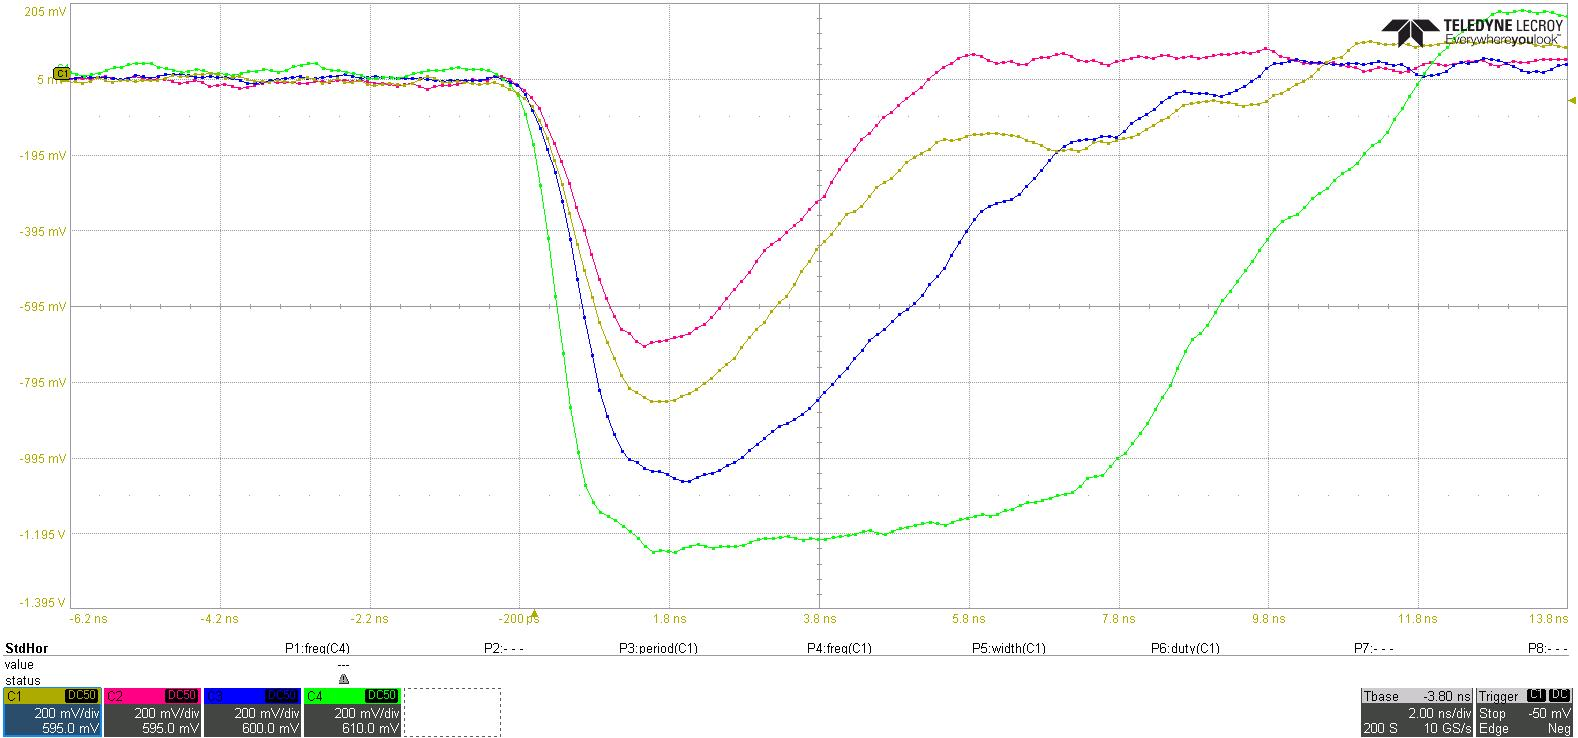 205 mV
TELEDYNE LECROY
Everywhereyoulook™
C1
5 m
-195 mV
-395 mV
-595 mV
-795 mV
-995 mV
-1.195 V
-1.395 mV
-6.2 ns -4.2 ns -2.2 ns -200 ps 1.8 ns 3.8 ns 5.8 ns 7.8 ns 9.8 ns 11.8 ns 13.8 ns
StdHor P1:freq(C4) P2:- - - P3:period(C1) P4:freq(C1) P5:width(C1) P6:duty(C1) P7:- - - P8:- - -
value ---
status
C1 DC50 C2 DC50 C3 DC50 C4 DC50
200 mV/div 200 mV/div 200 mV/div 200 mV/div
595.0 mV 595.0 mV 600.0 mV 610.0 mV
Tbase -3.80 ns Trigger C1 DC
2.00 ns/div Stop -50 mV
200 S 10 GS/s Edge Neg